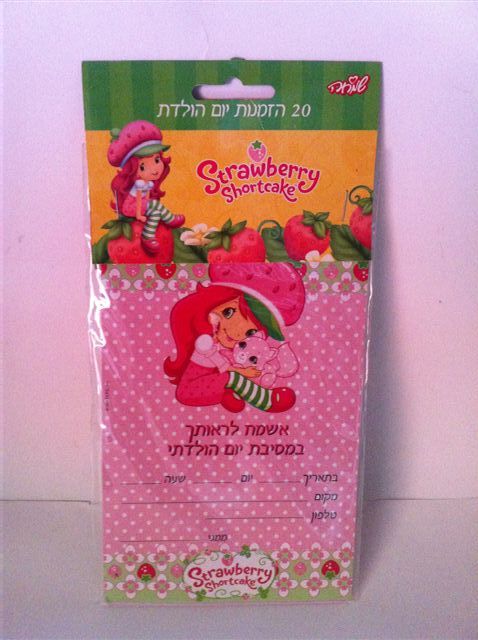 שמחה
20 הזמנות יום הולדת
Strawberry
Shortcake
אשמח לראותך
במסיבת יום הולדתי
בתאריך יום שעה
מקום
טלפון
ממני
Strawberry
Shortcake